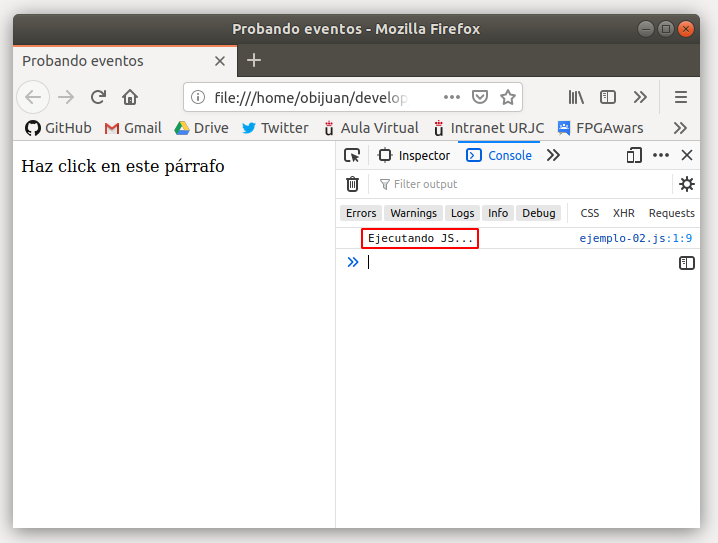 Probando eventos - Mozilla Firefox
Probando eventos
file:///home/obijuan/develop
GitHub Gmail Drive Twitter Aula Virtual Intranet URJC FPGAwars
Haz click en este párrafo
Inspector Console
Filter output
Errors Warnings Logs Info Debug CSS XHR Requests
Ejecutando JS... ejemplo-02.js:1:9